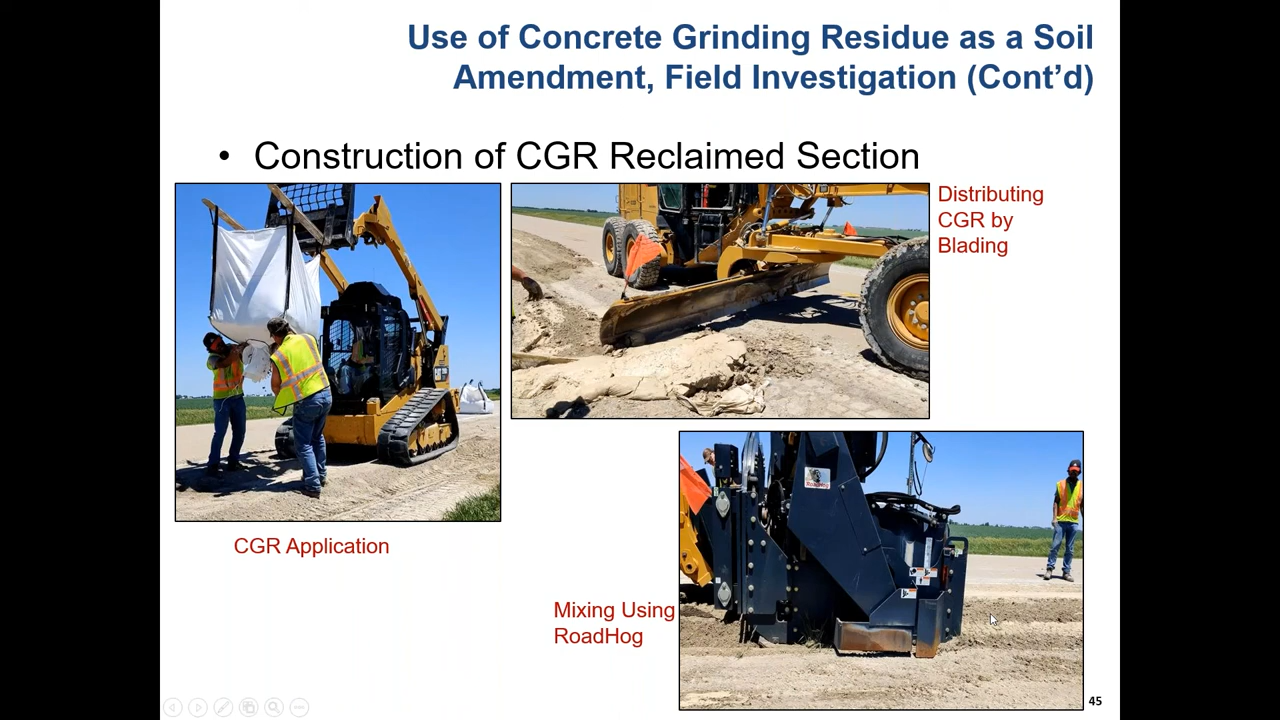 Use of Concrete Grinding Residue as a Soil
Amendment, Field Investigation (Cont’d)
• Construction of CGR Reclaimed Section
Distributing
CGR by
Blading
CGR Application
Mixing Using
RoadHog
RoadHog
45